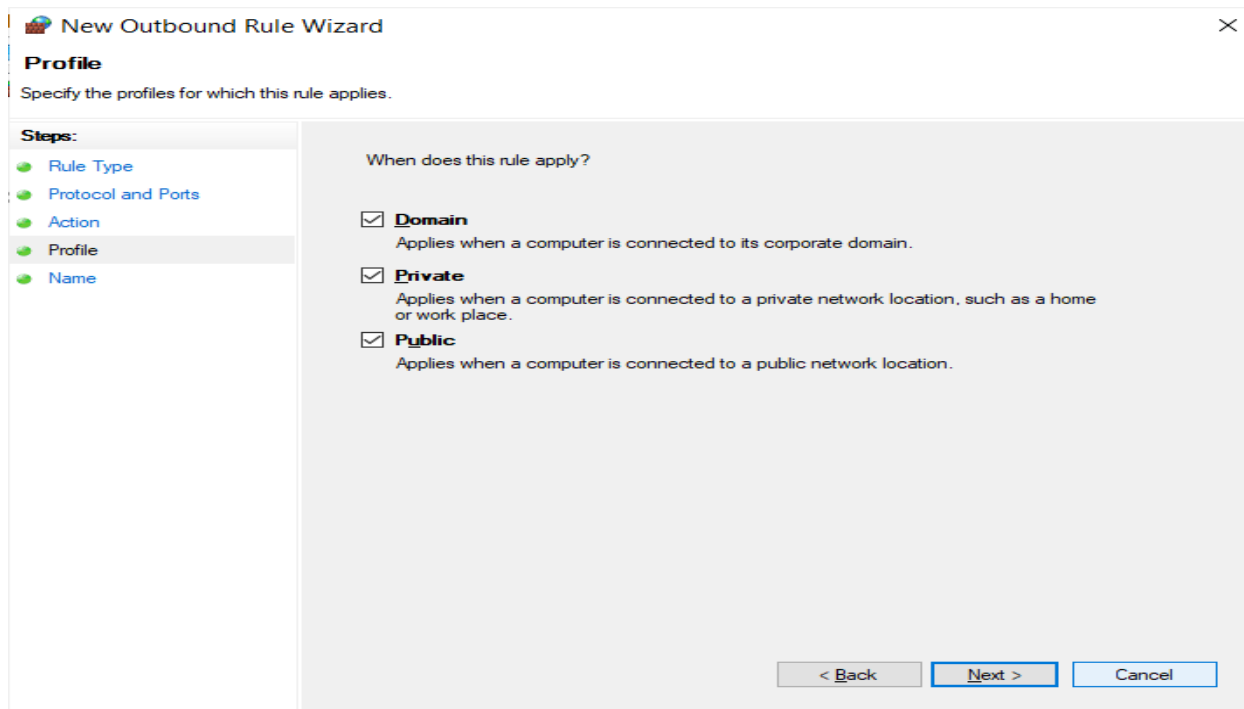 New Outbound Rule Wizard
Profile
Specify the profiles for which this rule applies.
Steps:
Rule Type
Protocol and Ports
Action
Profile
Name
When does this rule apply?
Domain
Applies when a computer is connected to its corporate domain.
Private
Applies when a computer is connected to a private network location, such as a home
or work place.
Public
Applies when a computer is connected to a public network location.
< Back
Next >
Cancel